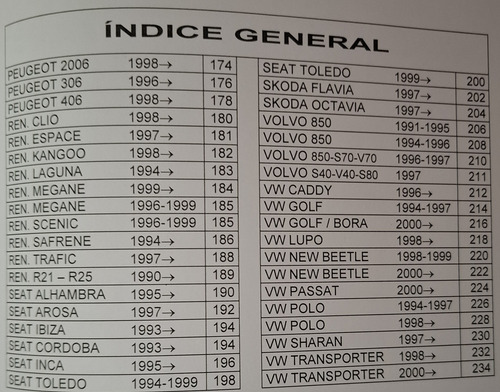 ÍNDICE GENERAL
PEUGEOT 2006 1998→ 174
PEUGEOT 306 1996→ 176
PEUGEOT 406 1998→ 178
REN. CLIO 1998→ 180
REN. ESPACE 1997→ 181
REN. KANGOO 1998→ 182
REN. LAGUNA 1994→ 183
REN. MEGANE 1999→ 184
REN. MEGANE 1996-1999 185
REN. SCENIC 1996-1999 185
REN. SAFRENE 1994→ 186
REN. TRAFIC 1997→ 188
REN. R21 – R25 1990→ 189
SEAT ALHAMBRA 1995→ 190
SEAT AROSA 1997→ 192
SEAT IBIZA 1993→ 194
SEAT CORDOBA 1993→ 194
SEAT INCA 1995→ 196
SEAT TOLEDO 1994-1999 198
SEAT TOLEDO 1999→ 200
SKODA FLAVIA 1997→ 202
SKODA OCTAVIA 1997→ 204
VOLVO 850 1991-1995 206
VOLVO 850 1994-1996 208
VOLVO 850-S70-V70 1996-1997 210
VOLVO S40-V40-S80 1997 211
VW CADDY 1996→ 212
VW GOLF 1994-1997 214
VW GOLF / BORA 2000→ 216
VW LUPO 1998→ 218
VW NEW BEETLE 1998-1999 220
VW NEW BEETLE 2000→ 222
VW PASSAT 2000→ 224
VW POLO 1994-1997 226
VW POLO 1998→ 228
VW SHARAN 1997→ 230
VW TRANSPORTER 1998→ 232
VW TRANSPORTER 2000→ 234